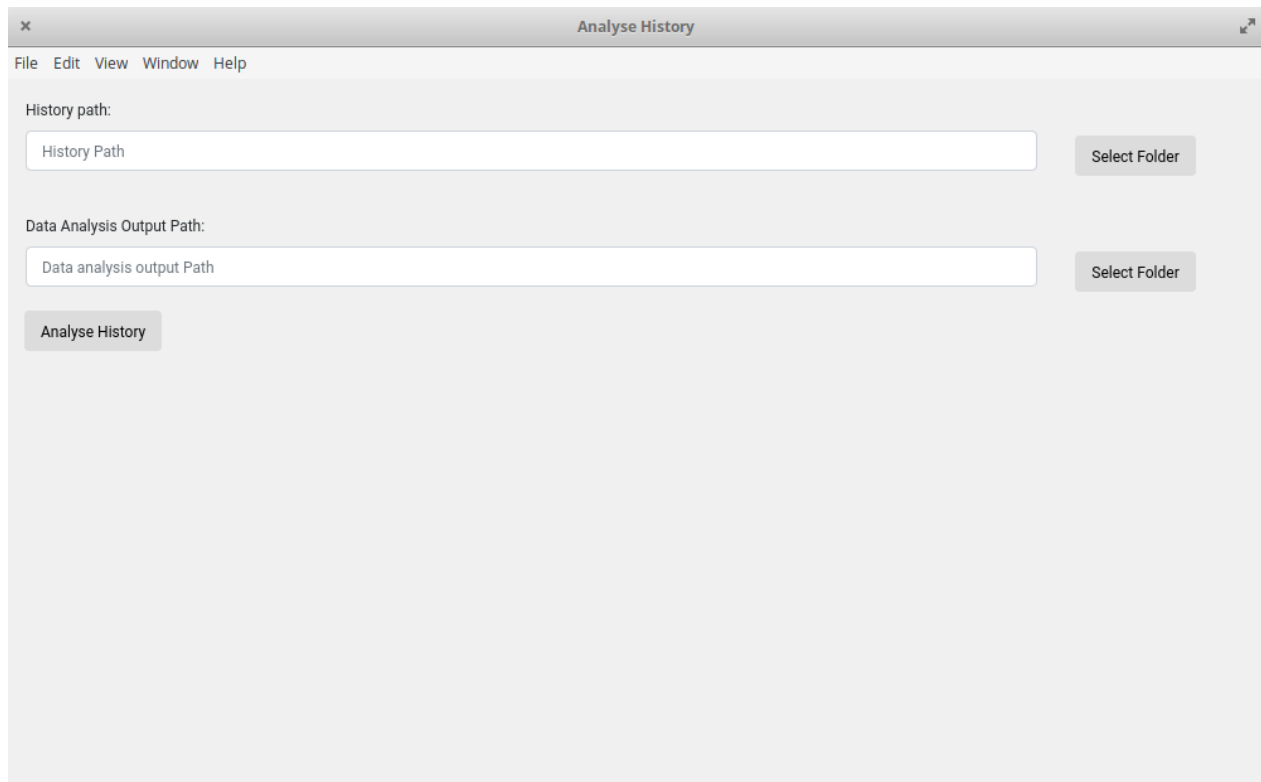 Analyse History
File Edit View Window Help
History path:
History Path
Select Folder
Data Analysis Output Path:
Data analysis output Path
Select Folder
Analyse History